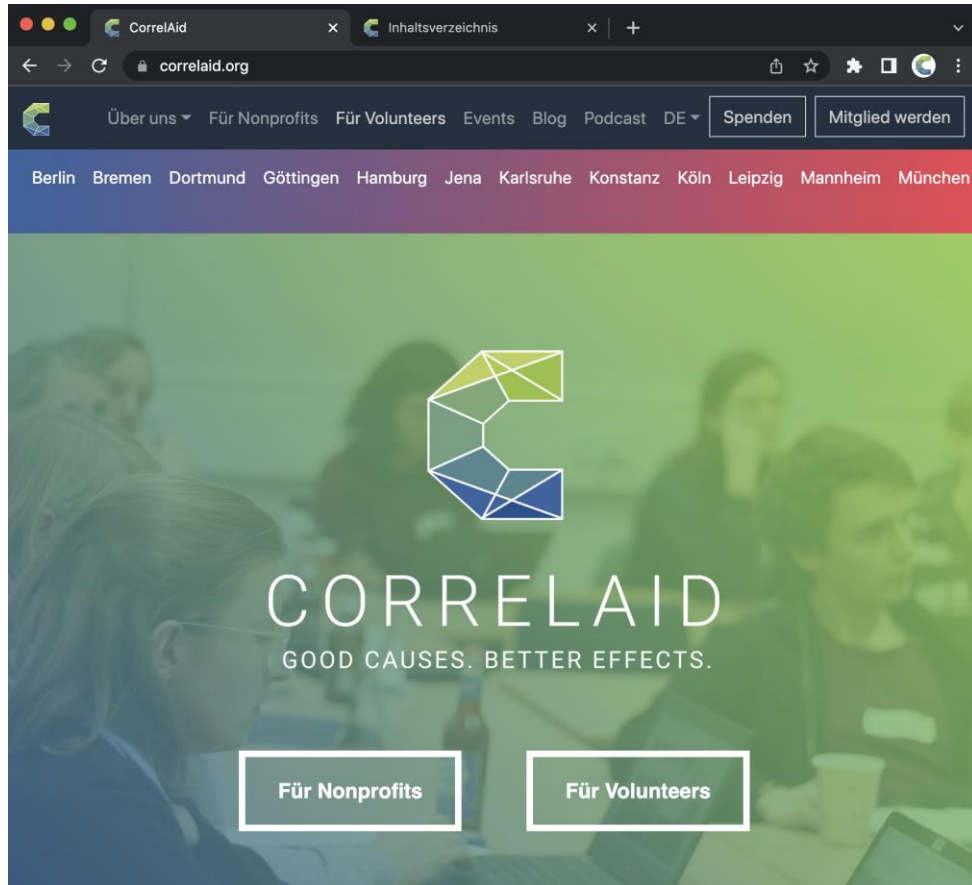 CorrelAid Inhaltsverzeichnis
correlaid.org
Über uns Für Nonprofits Für Volunteers Events Blog Podcast DE Spenden Mitglied werden
Berlin Bremen Dortmund Göttingen Hamburg Jena Karlsruhe Konstanz Köln Leipzig Mannheim München
CORRELAID
GOOD CAUSES. BETTER EFFECTS.
Für Nonprofits Für Volunteers